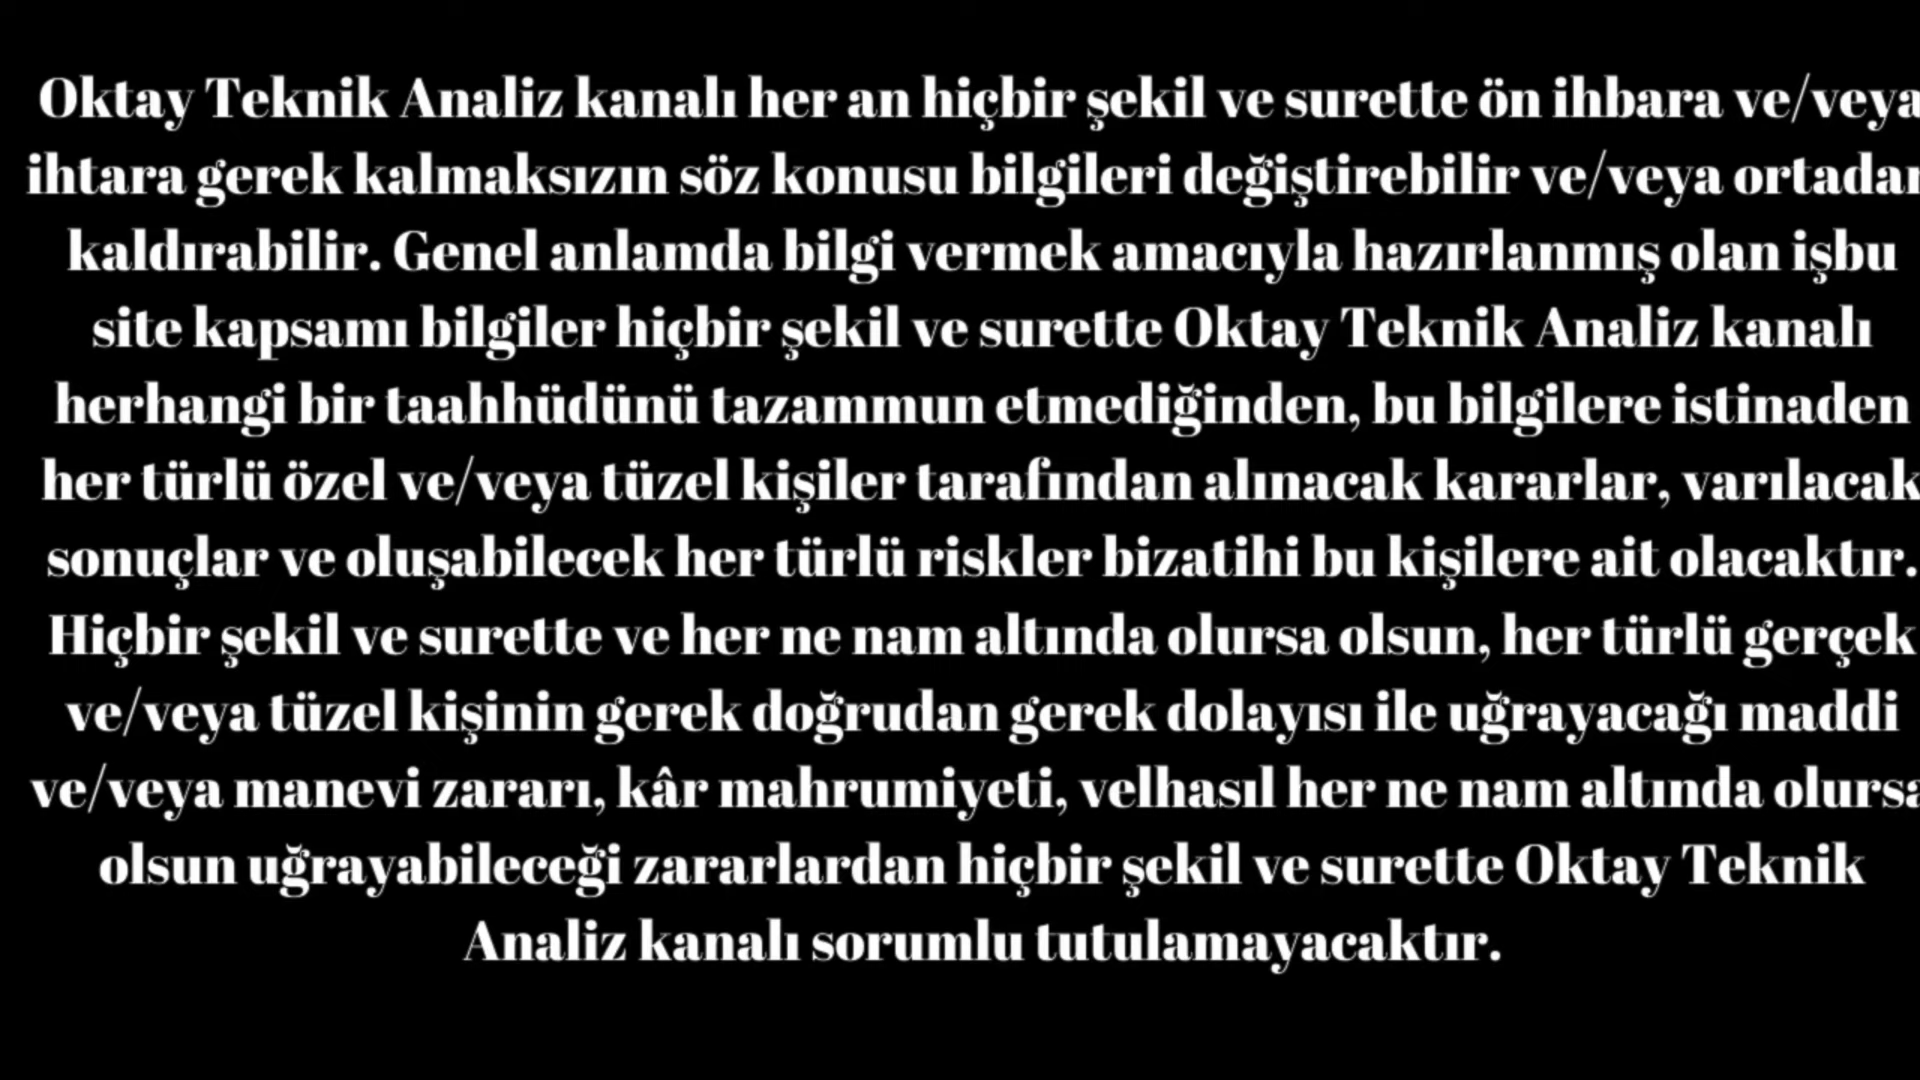 Oktay Teknik Analiz kanalı her an hiçbir şekil ve surette ön ihbara ve/veya
ihtara gerek kalmaksızın söz konusu bilgileri değiştirebilir ve/veya ortadan
kaldırabilir. Genel anlamda bilgi vermek amacıyla hazırlanmış olan işbu
site kapsamı bilgiler hiçbir şekil ve surette Oktay Teknik Analiz kanalı
herhangi bir taahhüdünü tazammun etmediğinden, bu bilgilere istinaden
her türlü özel ve/veya tüzel kişiler tarafından alınacak kararlar, varılacak
sonuçlar ve oluşabilecek her türlü riskler bizatihi bu kişilere ait olacaktır.
Hiçbir şekil ve surette ve her ne nam altında olursa olsun, her türlü gerçek
ve/veya tüzel kişinin gerek doğrudan gerek dolayısı ile uğrayacağı maddi
ve/veya manevi zararı, kâr mahrumiyeti, velhasıl her ne nam altında olursa
olsun uğrayabileceği zararlardan hiçbir şekil ve surette Oktay Teknik
Analiz kanalı sorumlu tutulamayacaktır.